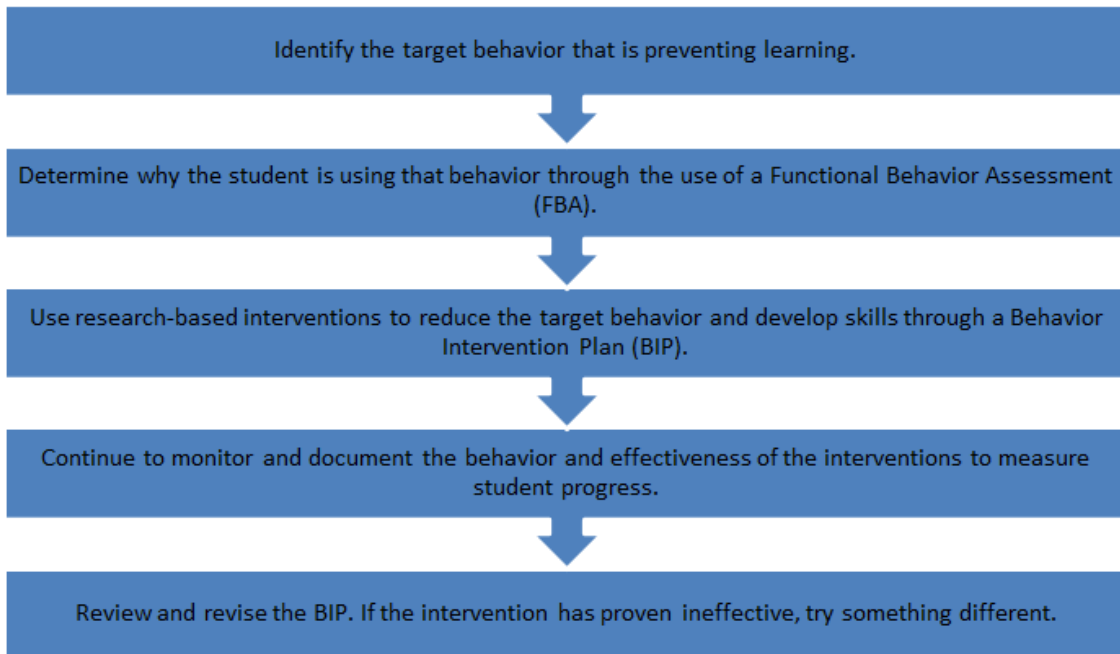 Identify the target behavior that is preventing learning.
Determine why the student is using that behavior through the use of a Functional Behavior Assessment
(FBA).
Use research-based interventions to reduce the target behavior and develop skills through a Behavior
Intervention Plan (BIP).
Continue to monitor and document the behavior and effectiveness of the interventions to measure
student progress.
Review and revise the BIP. If the intervention has proven ineffective, try something different.